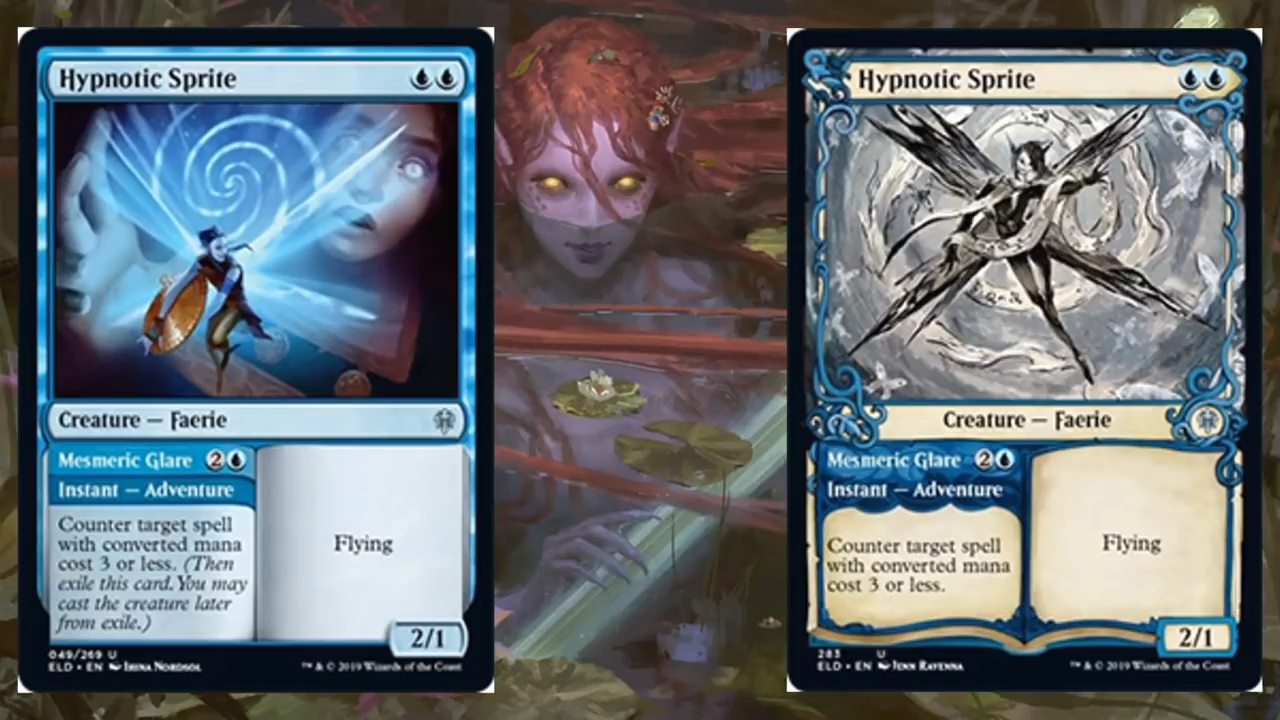 Hypnotic Sprite
Creature — Faerie
Mesmeric Glare 2
Instant — Adventure
Counter target spell
with converted mana
cost 3 or less. (Then
exile this card. You may
cast the creature later
from exile.)
Flying
2/1
049/269 U
ELD • EN Irina Nordsol
™ & © 2019 Wizards of the Coast
Hypnotic Sprite
Creature — Faerie
Mesmeric Glare 2
Instant — Adventure
Counter target spell
with converted mana
cost 3 or less.
Flying
2/1
283 U
ELD • EN Jenn Ravenna
™ & © 2019 Wizards of the Coast